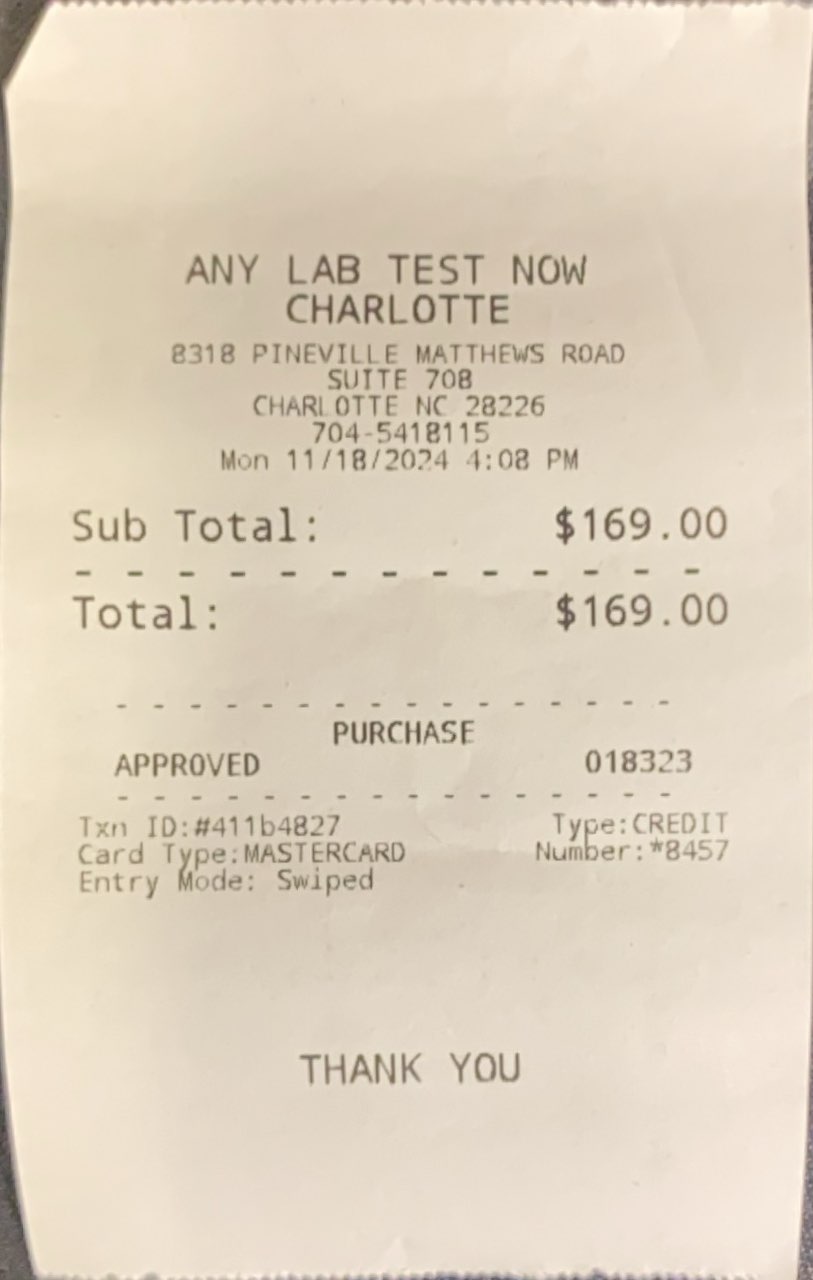 ANY LAB TEST NOW
CHARLOTTE
8318 PINEVILLE MATTHEWS ROAD
SUITE 708
CHARLOTTE NC 28226
704-5418115
Mon 11/18/2024 4:08 PM
Sub Total: $169.00
- - - - - - - - - - - - -
Total: $169.00
- - - - - - - - - - - - - - - -
PURCHASE
APPROVED 018323
- - - - - - - - - - - - - - - -
Txn ID:#411b4827 Type:CREDIT
Card Type:MASTERCARD Number:*8457
Entry Mode: Swiped
THANK YOU